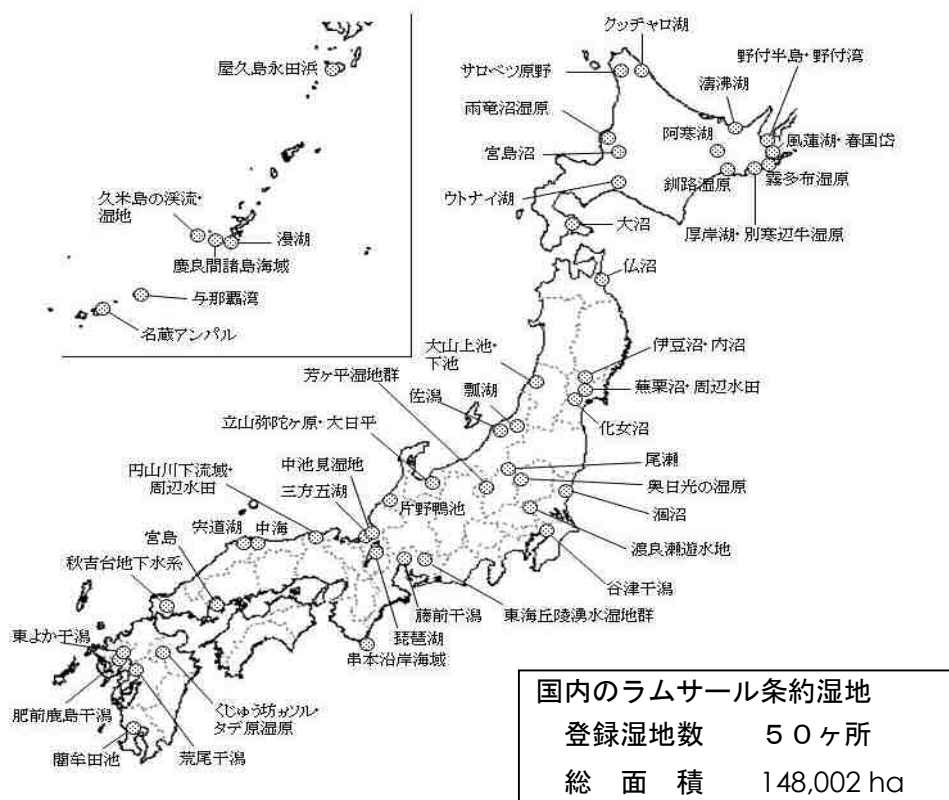 屋久島永田浜
久米島の渓流・
湿地
慶良間諸島海域
漫湖
与那覇湾
名蔵アンパル
クッチャロ湖
サロベツ原野
野付半島・野付湾
濤沸湖
雨竜沼湿原
阿寒湖
風蓮湖・春国岱
宮島沼
釧路湿原
霧多布湿原
ウトナイ湖
大沼
厚岸湖・別寒辺牛湿原
仏沼
大山上池・
下池
伊豆沼・内沼
蕪栗沼・周辺水田
化女沼
芳ヶ平湿地群
瓢湖
佐潟
立山弥陀ヶ原・大日平
尾瀬
奥日光の湿原
涸沼
渡良瀬遊水地
谷津干潟
円山川下流域・
周辺水田
中池見湿地
三方五湖
片野鴨池
宍道湖
中海
宮島
秋吉台地下水系
藤前干潟
東海丘陵湧水湿地群
琵琶湖
串本沿岸海域
東よか干潟
肥前鹿島干潟
くじゅう坊ガツル・
タデ原湿原
荒尾干潟
藺牟田池
国内のラムサール条約湿地
登録湿地数 50ヶ所
総面積 148,002 ha